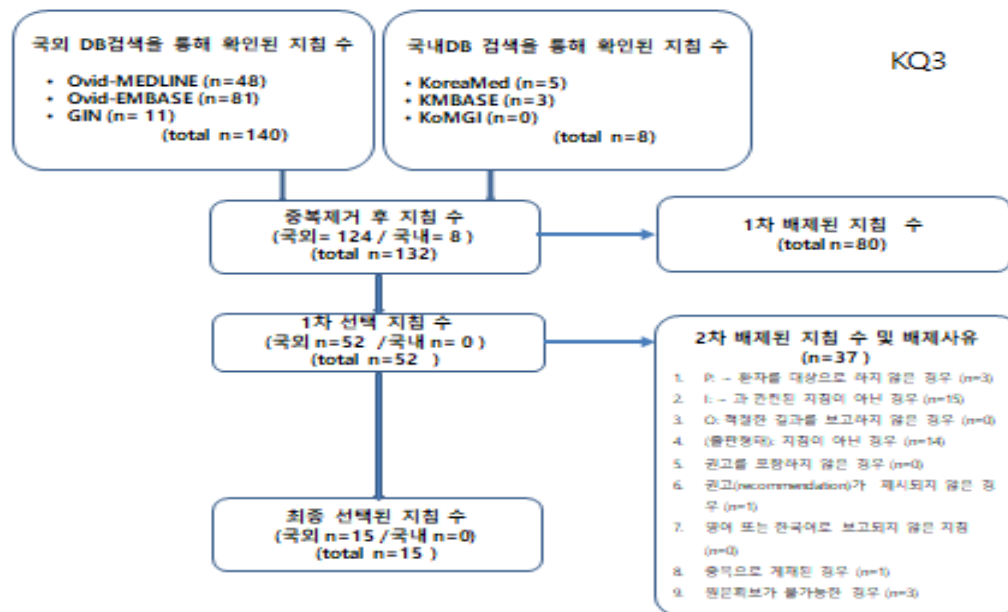 국외 DB검색을 통해 확인된 지침 수
• Ovid-MEDLINE (n=48)
• Ovid-EMBASE (n=81)
• GIN (n= 11)
(total n=140)
국내DB 검색을 통해 확인된 지침 수
• KoreaMed (n=5)
• KMBASE (n=3)
• KoMGI (n=0)
(total n=8)
KQ3
중복제거 후 지침 수
(국외= 124 / 국내= 8 )
(total n=132)
1차 배제된 지침 수
(total n=80)
1차 선택 지침 수
(국외 n=52 /국내 n= 0 )
(total n=52 )
2차 배제된 지침 수 및 배제사유
(n=37 )
1. P: – 환자를 대상으로 하지 않은 경우 (n=3)
2. I: – 과 관련된 지침이 아닌 경우 (n=15)
3. O: 적절한 결과를 보고하지 않은 경우 (n=0)
4. (출판형태): 지침이 아닌 경우 (n=14)
5. 권고를 포함하지 않은 경우 (n=0)
6. 권고(recommendation)가 제시되지 않은 경
우 (n=1)
7. 영어 또는 한국어로 보고되지 않은 지침
(n=0)
8. 중복으로 게재된 경우 (n=1)
9. 원문확보가 불가능한 경우 (n=3)
최종 선택된 지침 수
(국외 n=15 /국내 n=0)
(total n=15 )